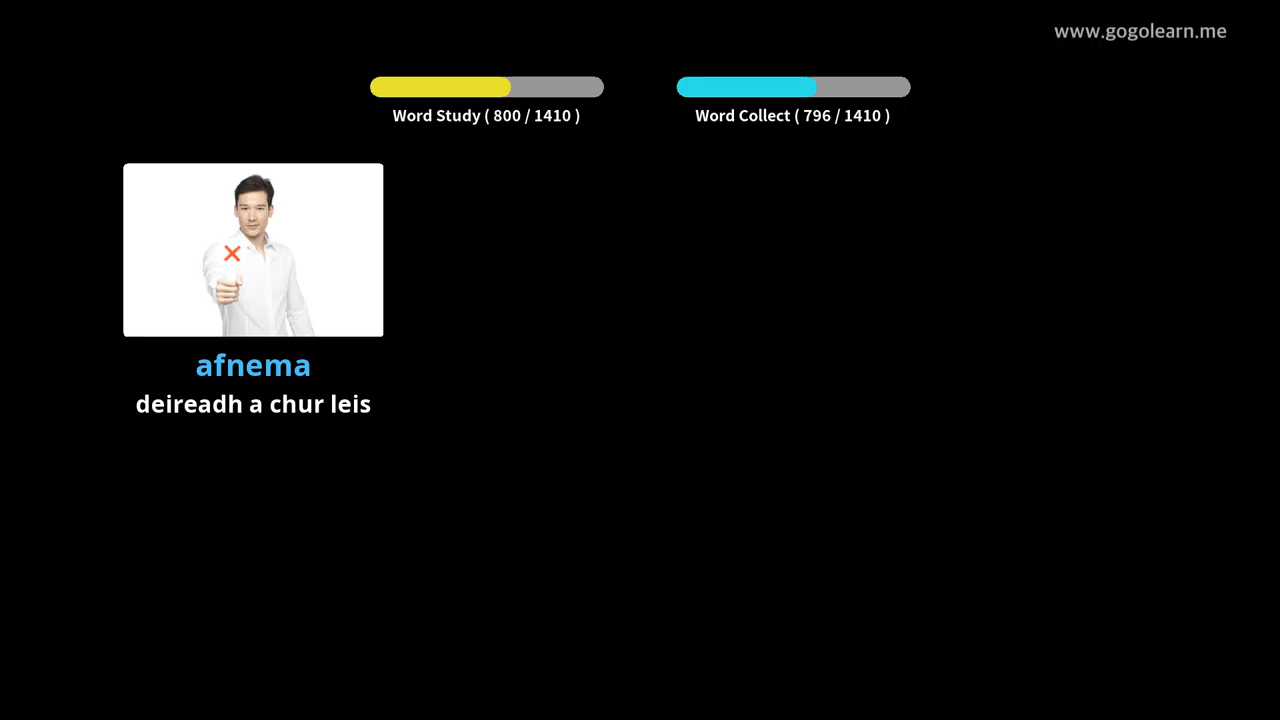 www.gogolearn.me
Word Study ( 800 / 1410 )
Word Collect ( 796 / 1410 )
afnema
deireadh a chur leis